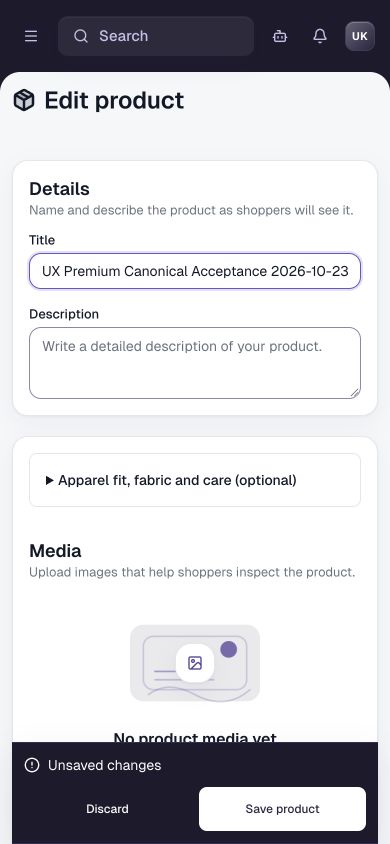 Search
UK
Edit product
Details
Name and describe the product as shoppers will see it.
Title
UX Premium Canonical Acceptance 2026-10-23
Description
Write a detailed description of your product.
Apparel fit, fabric and care (optional)
Media
Upload images that help shoppers inspect the product.
No product media yet
Unsaved changes
Discard
Save product